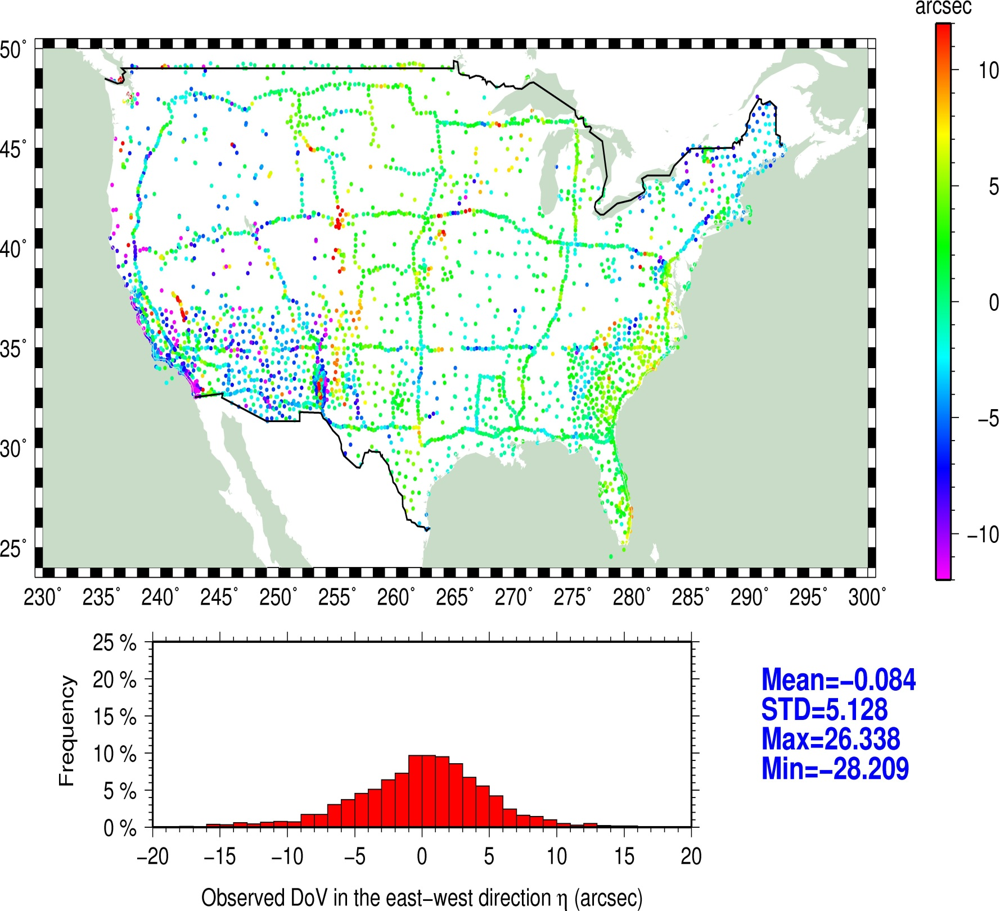 arcsec
50°
45°
40°
35°
30°
25°
10
5
0
−5
−10
230° 235° 240° 245° 250° 255° 260° 265° 270° 275° 280° 285° 290° 295° 300°
25 %
20 %
15 %
10 %
5 %
0 %
Frequency
−20 −15 −10 −5 0 5 10 15 20
Observed DoV in the east−west direction η (arcsec)
Mean=−0.084
STD=5.128
Max=26.338
Min=−28.209